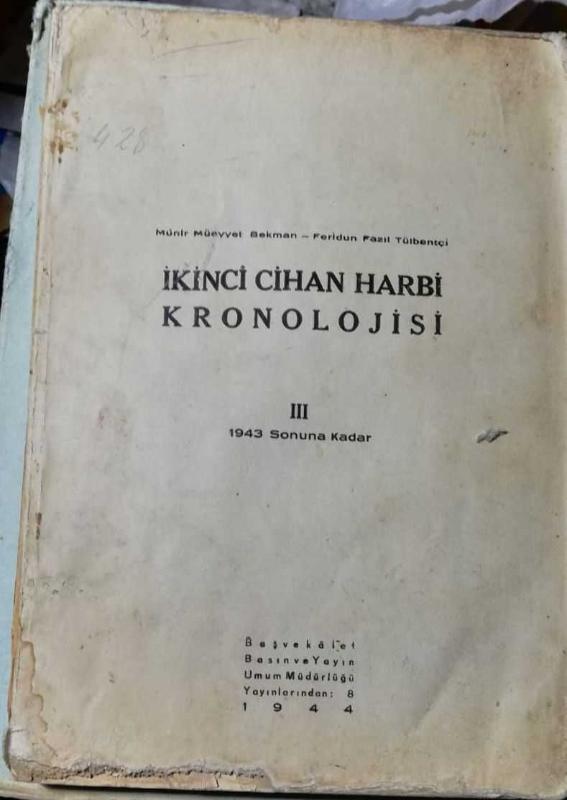 428
Münir Müeyyet Bekman – Feridun Fazıl Tülbentçi
İKİNCİ CİHAN HARBİ
KRONOLOJİSİ
III
1943 Sonuna Kadar
Başvekâlet
Basın ve Yayın
Umum Müdürlüğü
Yayınlarından: 8
1944